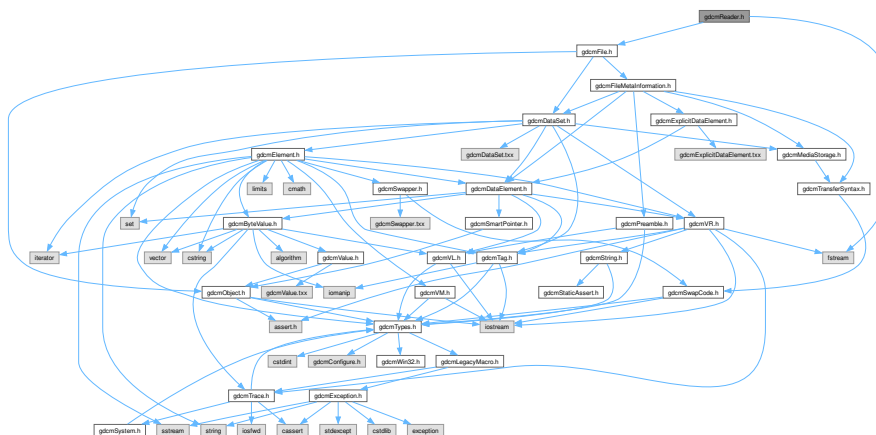 gdcmReader.h
gdcmFile.h
gdcmFileMetaInformation.h
gdcmDataSet.h
gdcmExplicitDataElement.h
gdcmElement.h
gdcmDataSet.txx
gdcmExplicitDataElement.txx
gdcmMediaStorage.h
limits
cmath
gdcmSwapper.h
gdcmDataElement.h
gdcmTransferSyntax.h
set
gdcmByteValue.h
gdcmSwapper.txx
gdcmSmartPointer.h
gdcmPreamble.h
gdcmVR.h
iterator
vector
cstring
algorithm
gdcmValue.h
gdcmVL.h
gdcmTag.h
gdcmString.h
fstream
gdcmObject.h
gdcmValue.txx
iomanip
gdcmVM.h
gdcmStaticAssert.h
gdcmSwapCode.h
assert.h
gdcmTypes.h
iostream
cstdint
gdcmConfigure.h
gdcmWin32.h
gdcmLegacyMacro.h
gdcmTrace.h
gdcmException.h
gdcmSystem.h
sstream
string
iosfwd
cassert
stdexcept
cstdlib
exception